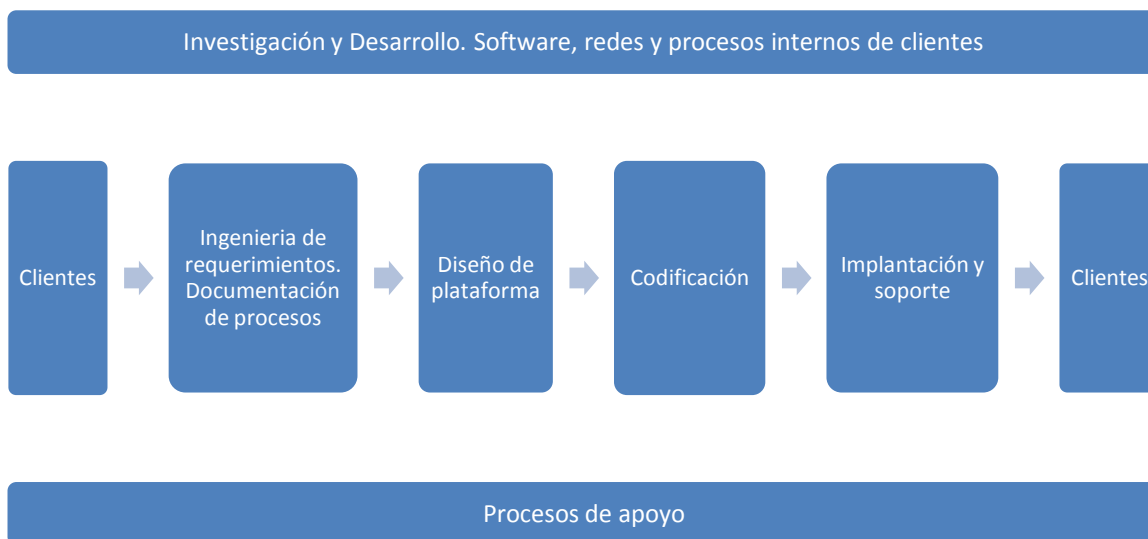 Investigación y Desarrollo. Software, redes y procesos internos de clientes
Clientes
Ingenieria de
requerimientos.
Documentación
de procesos
Diseño de
plataforma
Codificación
Implantación y
soporte
Clientes
Procesos de apoyo